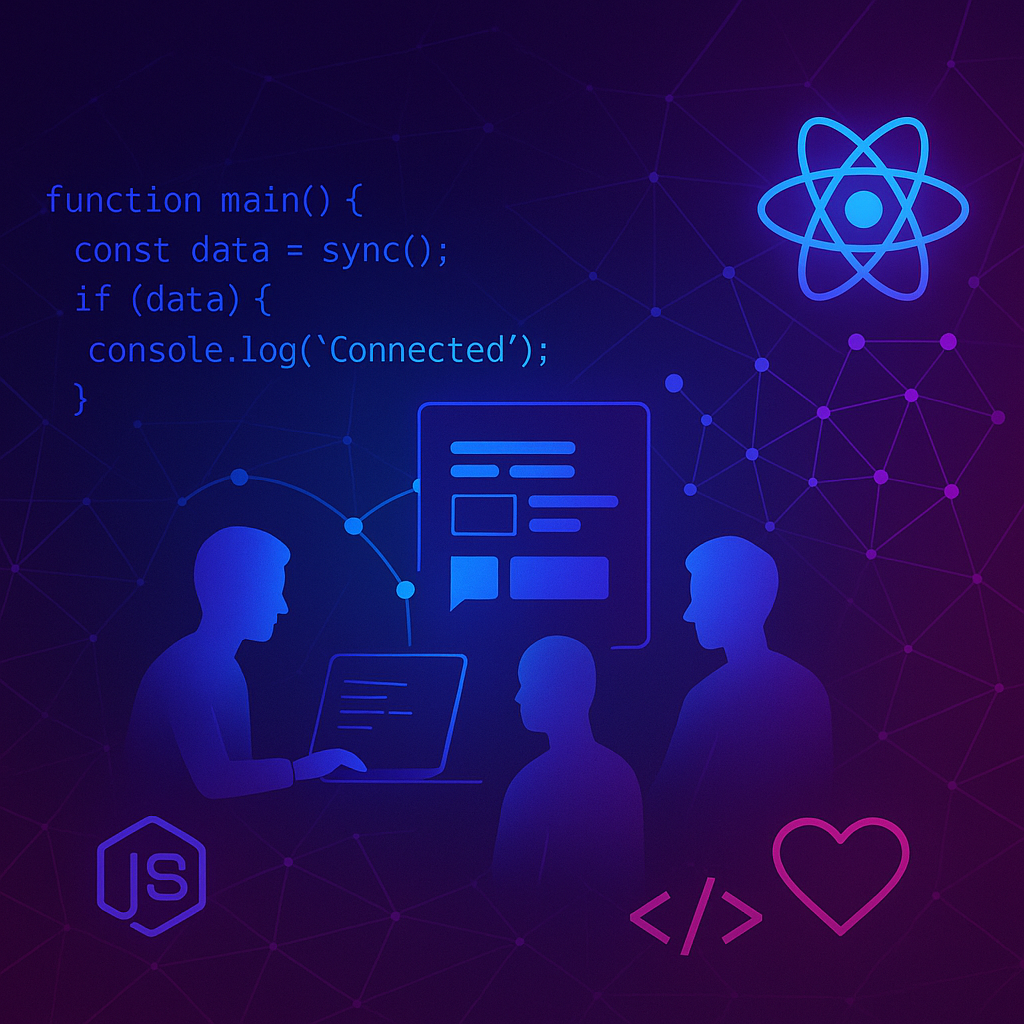 function main() {
const data = sync();
if (data) {
console.log(‵Connected′);
}
JS
</>